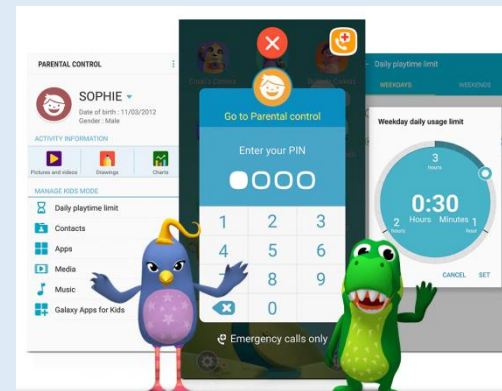 PARENTAL CONTROL
SOPHIE
Date of birth : 11/03/2012
Gender : Male
ACTIVITY INFORMATION
Pictures and videos
Drawings
Charts
MANAGE KIDS MODE
Daily playtime limit
Contacts
Apps
Media
Music
Galaxy Apps for Kids
Go to Parental control
Enter your PIN
1 2 3
4 5 6
7 8 9
0
Emergency calls only
Daily playtime limit
WEEKDAYS WEEKENDS
Weekday daily usage limit
3
hours
0:30
Hours Minutes
2
hours
1
hour
CANCEL SET